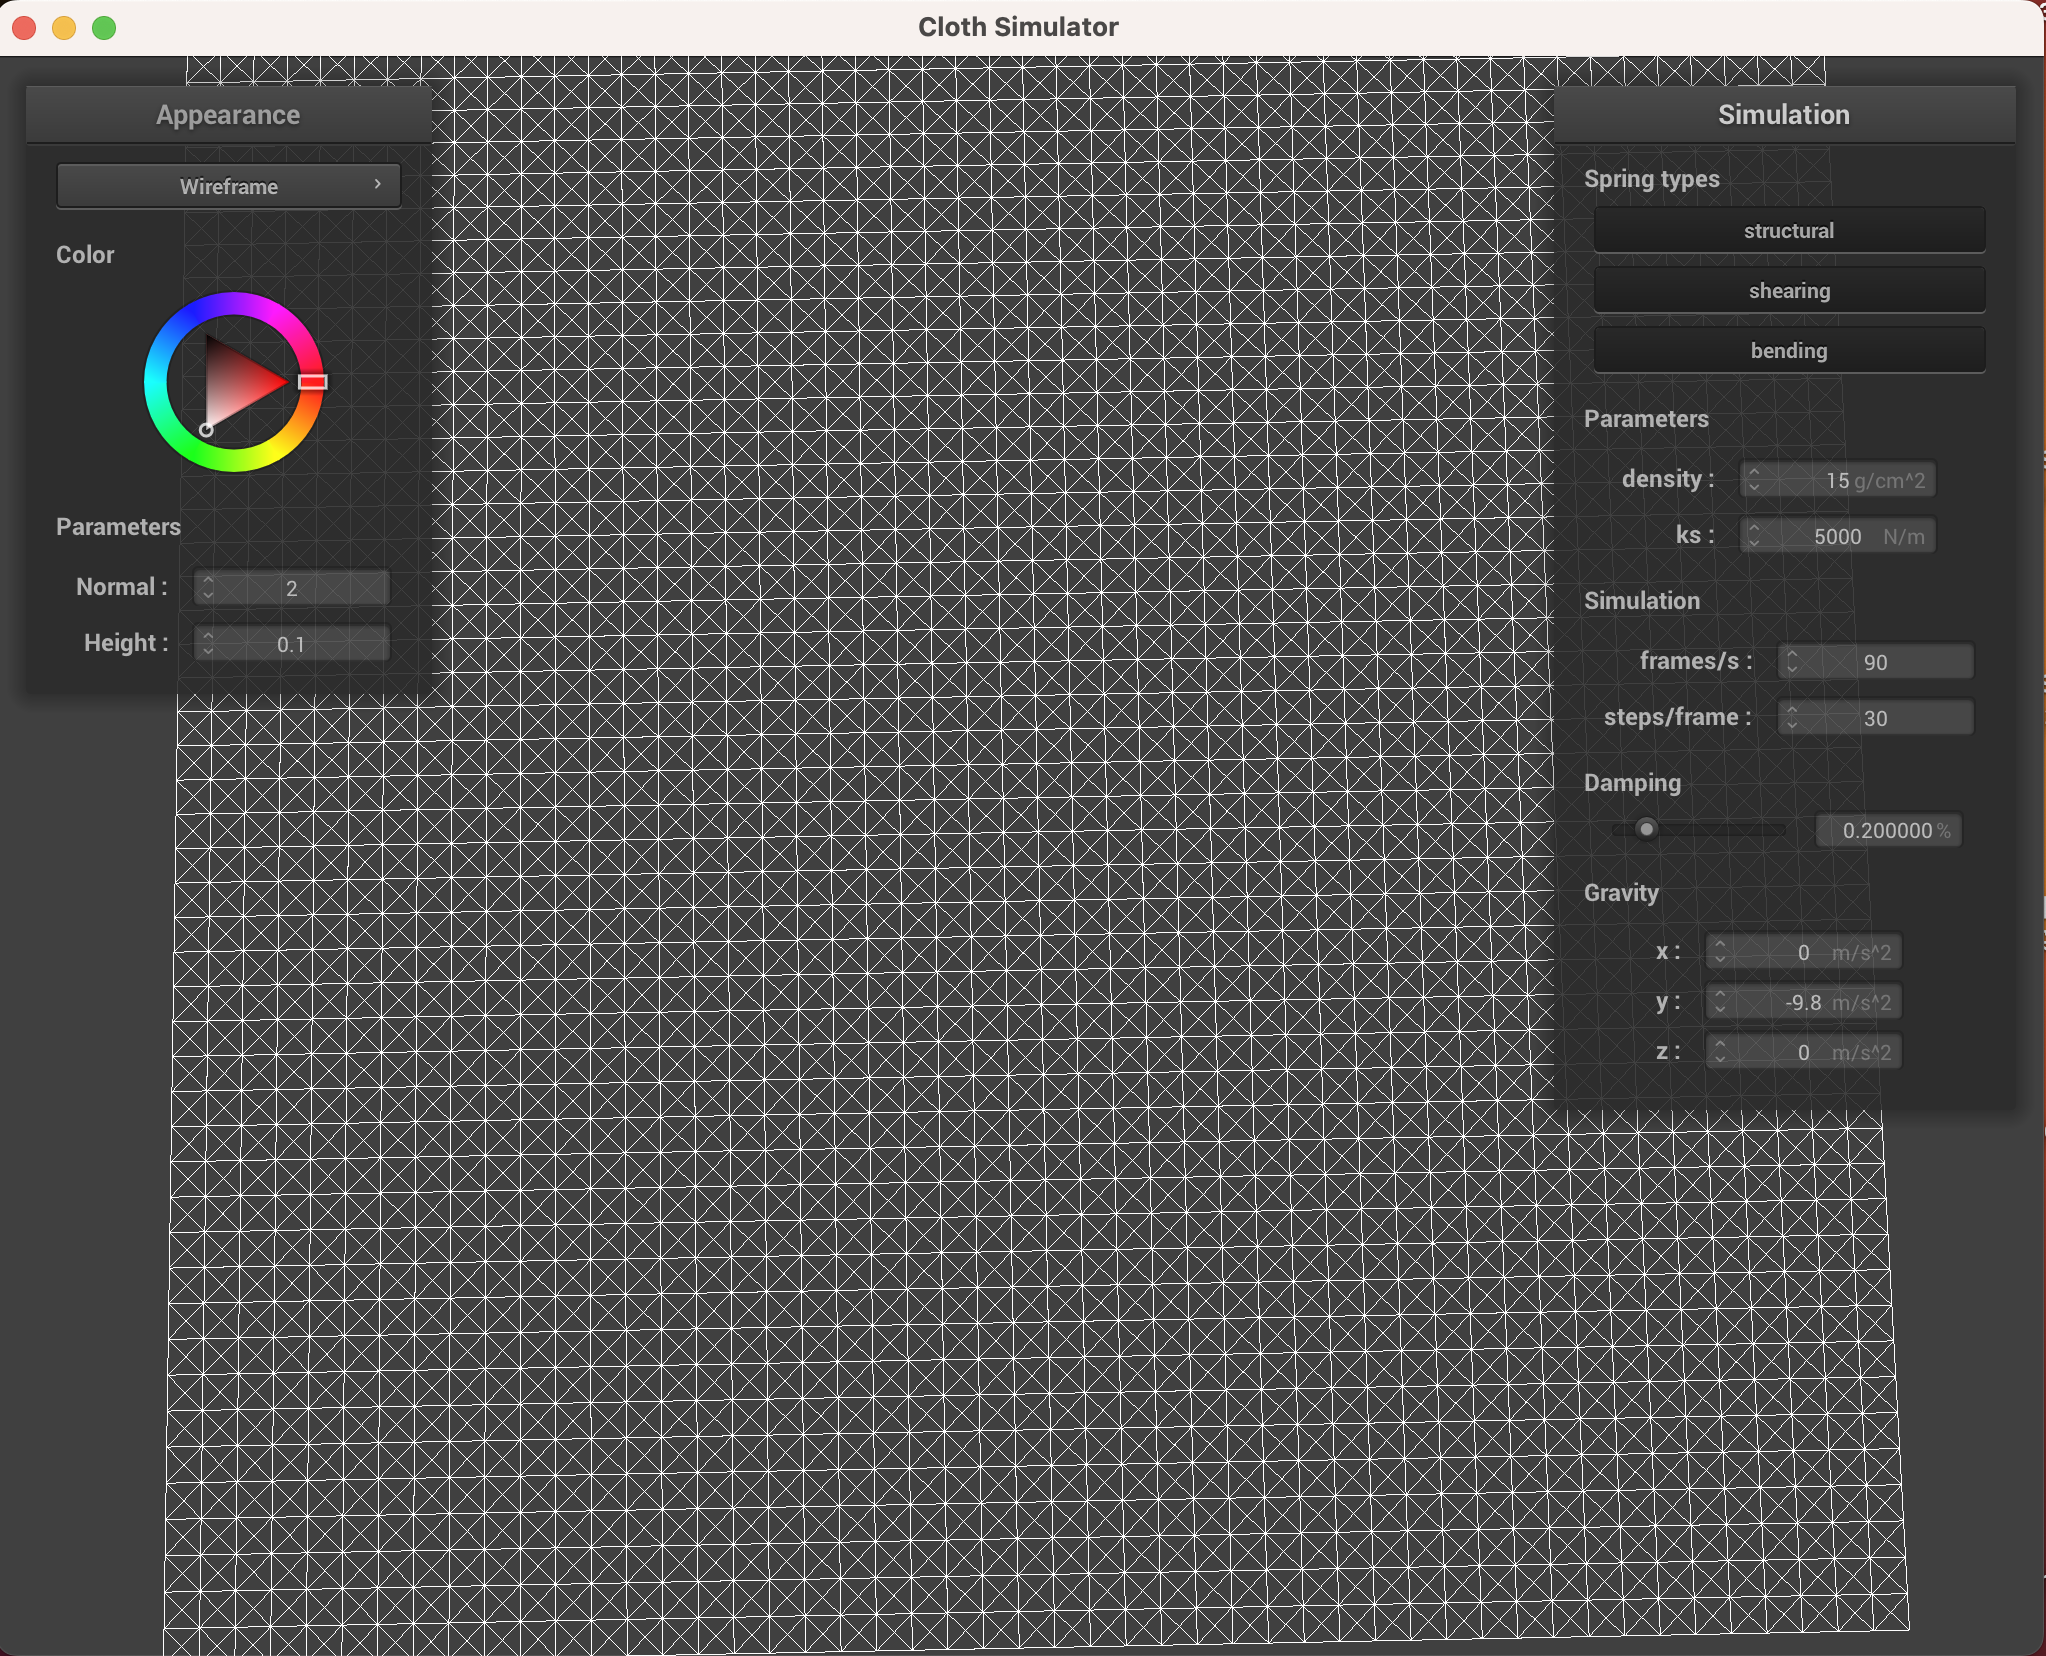 Cloth Simulator
Appearance
Wireframe
Color
Parameters
Normal : 2
Height : 0.1
Simulation
Spring types
structural
shearing
bending
Parameters
density : 15 g/cm^2
ks : 5000 N/m
Simulation
frames/s : 90
steps/frame : 30
Damping
0.200000 %
Gravity
x : 0 m/s^2
y : -9.8 m/s^2
z : 0 m/s^2